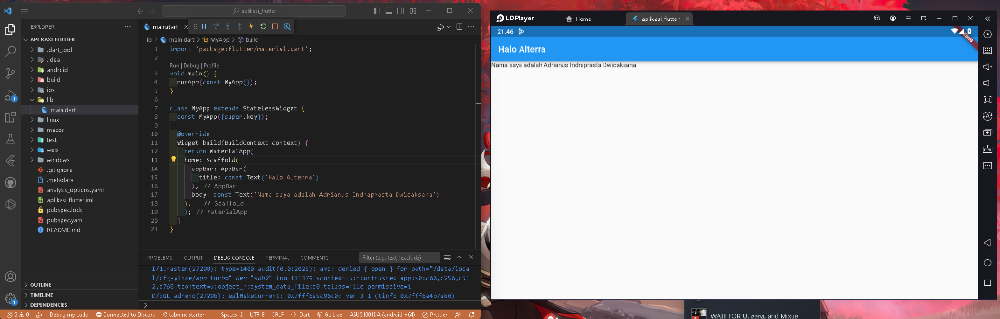 aplikasi_flutter
EXPLORER
APLIKASI_FLUTTER
.dart_tool
.idea
android
build
ios
lib
main.dart
linux
macos
test
web
windows
.gitignore
.metadata
analysis_options.yaml
aplikasi_flutter.iml
pubspec.lock
pubspec.yaml
README.md
OUTLINE
TIMELINE
DEPENDENCIES
1
1
main.dart
lib > main.dart > MyApp > build
1 import 'package:flutter/material.dart';
2
Run | Debug | Profile
3 void main() {
4 runApp(const MyApp());
5 }
6
7 class MyApp extends StatelessWidget {
8 const MyApp({super.key});
9
10 @override
11 Widget build(BuildContext context) {
12 return MaterialApp(
13 home: Scaffold(
14 appBar: AppBar(
15 title: const Text('Halo Alterra')
16 ), // AppBar
17 body: const Text('Nama saya adalah Adrianus Indraprasta Dwicaksana')
18 ), // Scaffold
19 ); // MaterialApp
20 }
21 }
PROBLEMS OUTPUT DEBUG CONSOLE TERMINAL COMMENTS Filter (e.g. text, !exclude)
I/1.raster(27298): type=1400 audit(0.0:2025): avc: denied { open } for path="/data/loca
l/cfg-yinae/app_turbo" dev="sdb2" ino=131379 scontext=u:r:untrusted_app:s0:c66,c256,c51
2,c768 tcontext=u:object_r:system_data_file:s0 tclass=file permissive=1
D/EGL_adreno(27298): eglMakeCurrent: 0x7fff6a5c96c0: ver 3 1 (tinfo 0x7fff6a4b7a80)
>
0 0 Debug my code Connected to Discord tabnine starter Spaces: 2 UTF-8 CRLF {} Dart Go Live ASUS I001DA (android-x64) Prettier
LDPlayer Home aplikasi_flutter
21.46
DEBUG
Halo Alterra
Nama saya adalah Adrianus Indraprasta Dwicaksana
APK
WAIT FOR U, qena, and Mixue